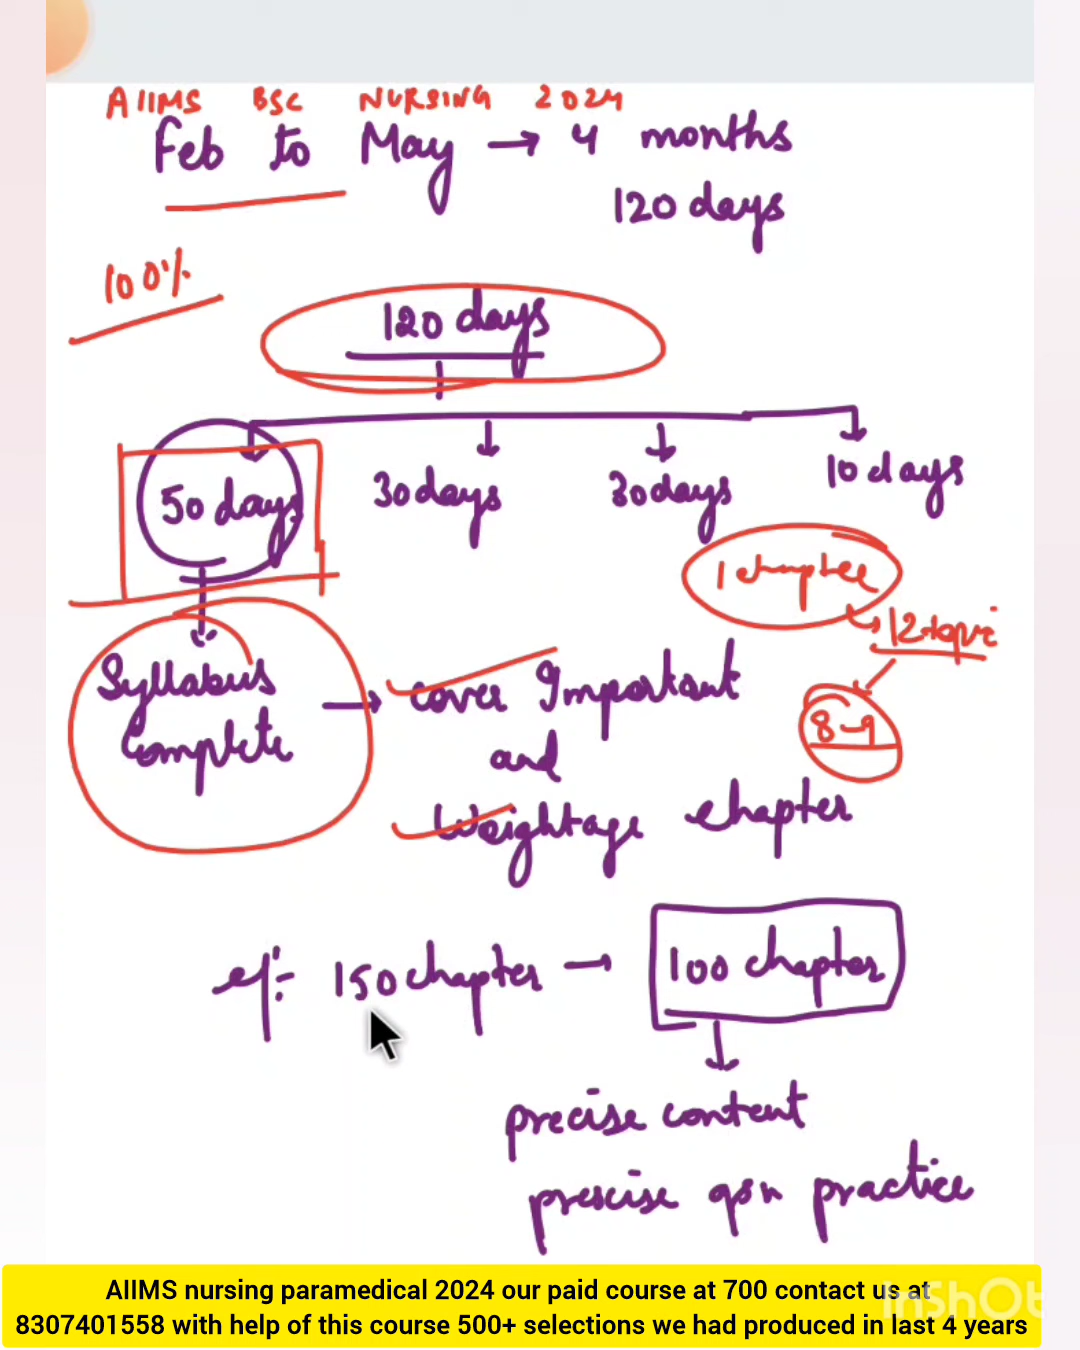 AIIMS BSC NURSING 2024
Feb to May → 4 months
120 days
100%
120 days
50 days 30 days 30 days 10 days
1 chapter
12 topic
8-9
Syllabus complete → cover Important
and
Weightage chapter
eg:- 150 chapter → 100 chapter
precise content
prescise qsn practice
AIIMS nursing paramedical 2024 our paid course at 700 contact us at
8307401558 with help of this course 500+ selections we had produced in last 4 years
InShOt